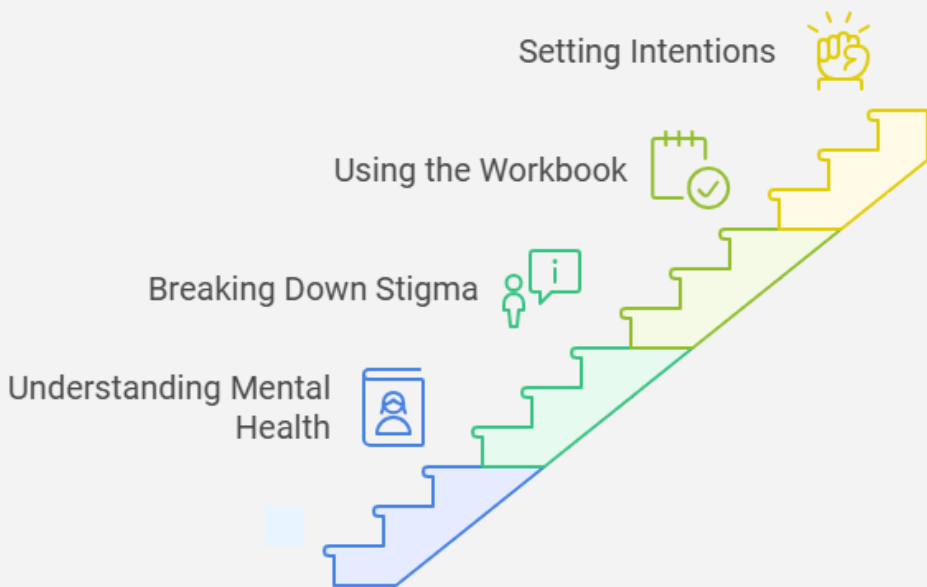 Setting Intentions
Using the Workbook
Breaking Down Stigma
Understanding Mental
Health